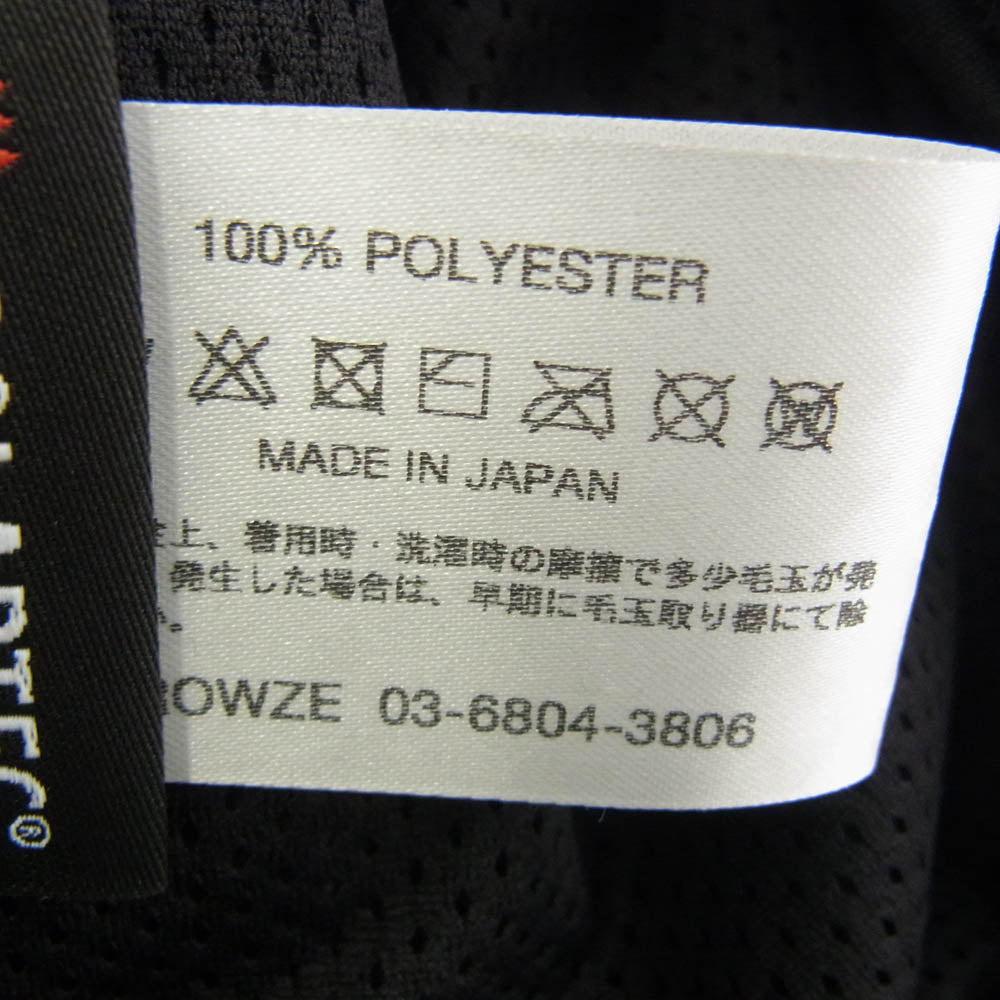 100% POLYESTER
MADE IN JAPAN
上、着用時・洗濯時の摩擦で多少毛玉が発
発生した場合は、早期に毛玉取り器にて除
。
ROWZE 03-6804-3806
LARTEC®